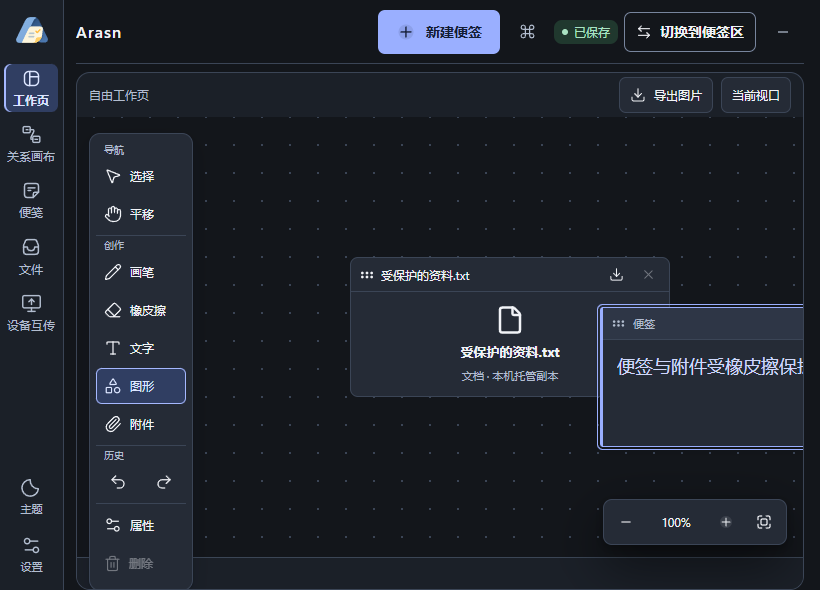 Arasn
新建便签
已保存
切换到便签区
工作页
关系画布
便笺
文件
设备互传
主题
设置
自由工作页
导出图片
当前视口
导航
选择
平移
创作
画笔
橡皮擦
文字
图形
附件
历史
属性
删除
受保护的资料.txt
受保护的资料.txt
文档 · 本机托管副本
便签
便签与附件受橡皮擦保护
100%